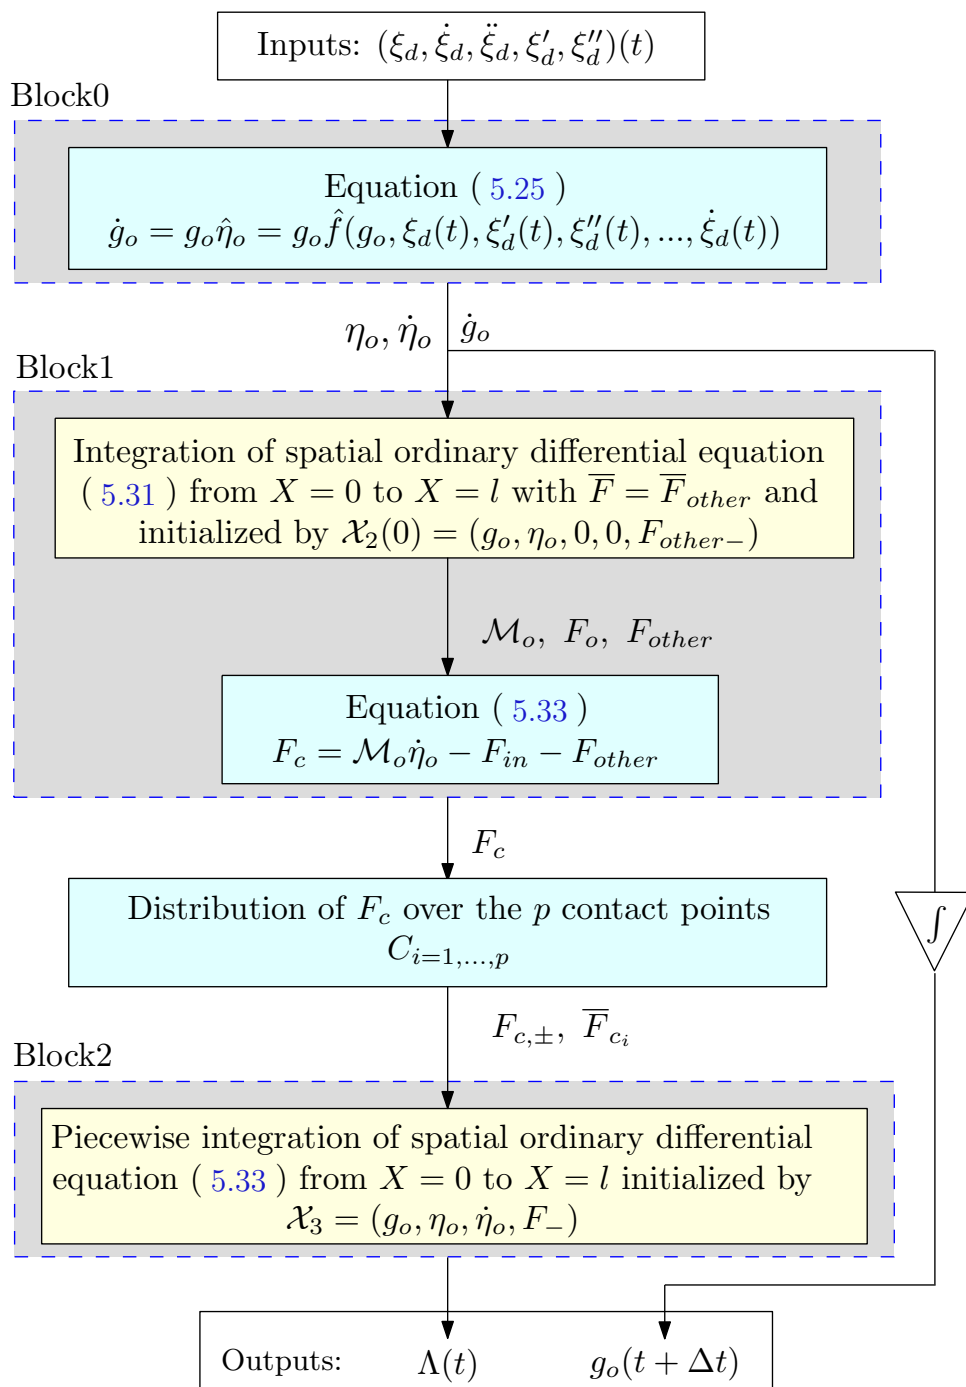 Inputs: (ξ_d, ξ̇_d, ξ̈_d, ξ′_d, ξ″_d)(t)
Block0
Equation ( 5.25 )
ġ_o = g_o η̂_o = g_o f̂(g_o, ξ_d(t), ξ′_d(t), ξ″_d(t), ..., ξ̇_d(t))
η_o, η̇_o ġ_o
Block1
Integration of spatial ordinary differential equation
( 5.31 ) from X = 0 to X = l with F̅ = F̅_other and
initialized by 𝒳_2(0) = (g_o, η_o, 0, 0, F_other−)
ℳ_o, F_o, F_other
Equation ( 5.33 )
F_c = ℳ_o η̇_o − F_in − F_other
F_c
Distribution of F_c over the p contact points
C_i=1,...,p
∫
F_c,±, F̅_c_i
Block2
Piecewise integration of spatial ordinary differential
equation ( 5.33 ) from X = 0 to X = l initialized by
𝒳_3 = (g_o, η_o, η̇_o, F_−)
Outputs: Λ(t) g_o(t + Δt)